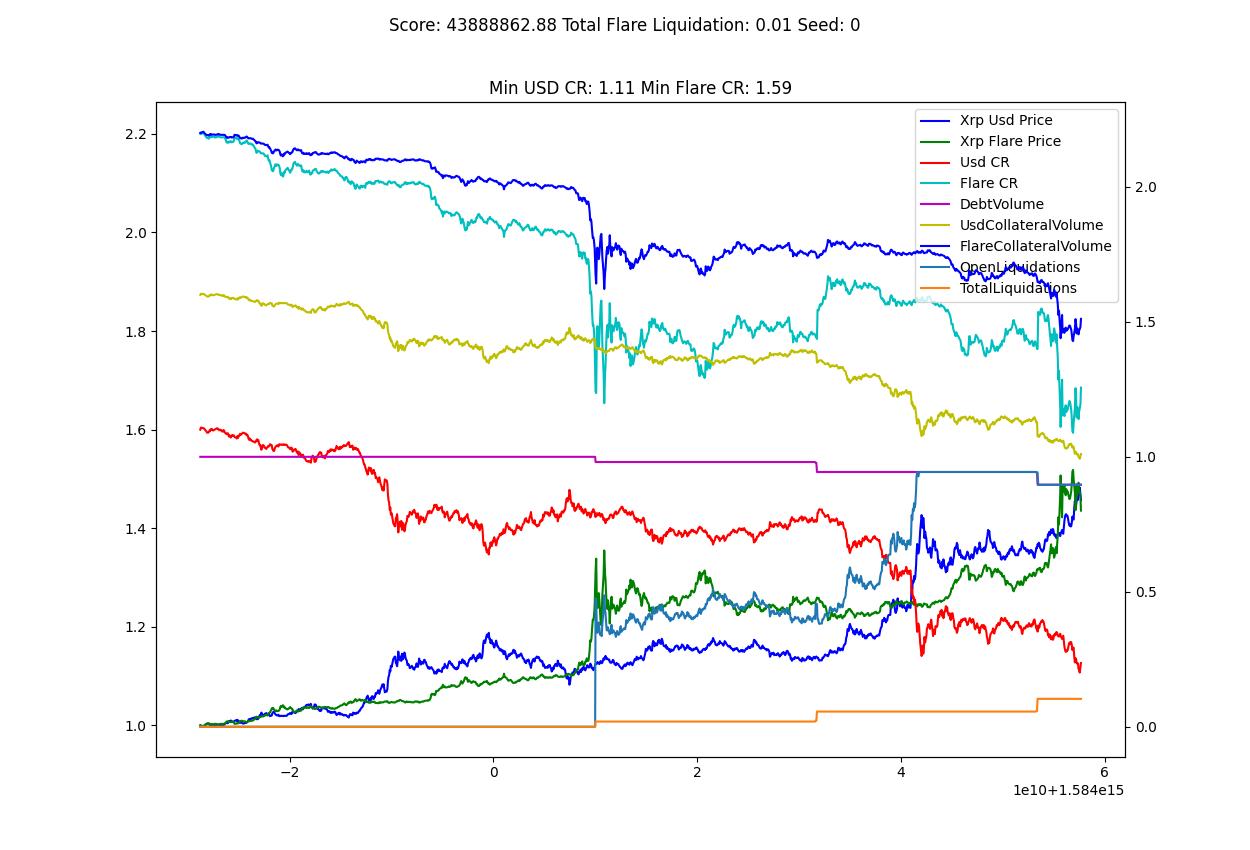 Score: 43888862.88 Total Flare Liquidation: 0.01 Seed: 0
Min USD CR: 1.11 Min Flare CR: 1.59
Xrp Usd Price
Xrp Flare Price
Usd CR
Flare CR
DebtVolume
UsdCollateralVolume
FlareCollateralVolume
OpenLiquidations
TotalLiquidations
2.2
2.0
1.8
1.6
1.4
1.2
1.0
2.0
1.5
1.0
0.5
0.0
−2 0 2 4 6
1e10+1.584e15